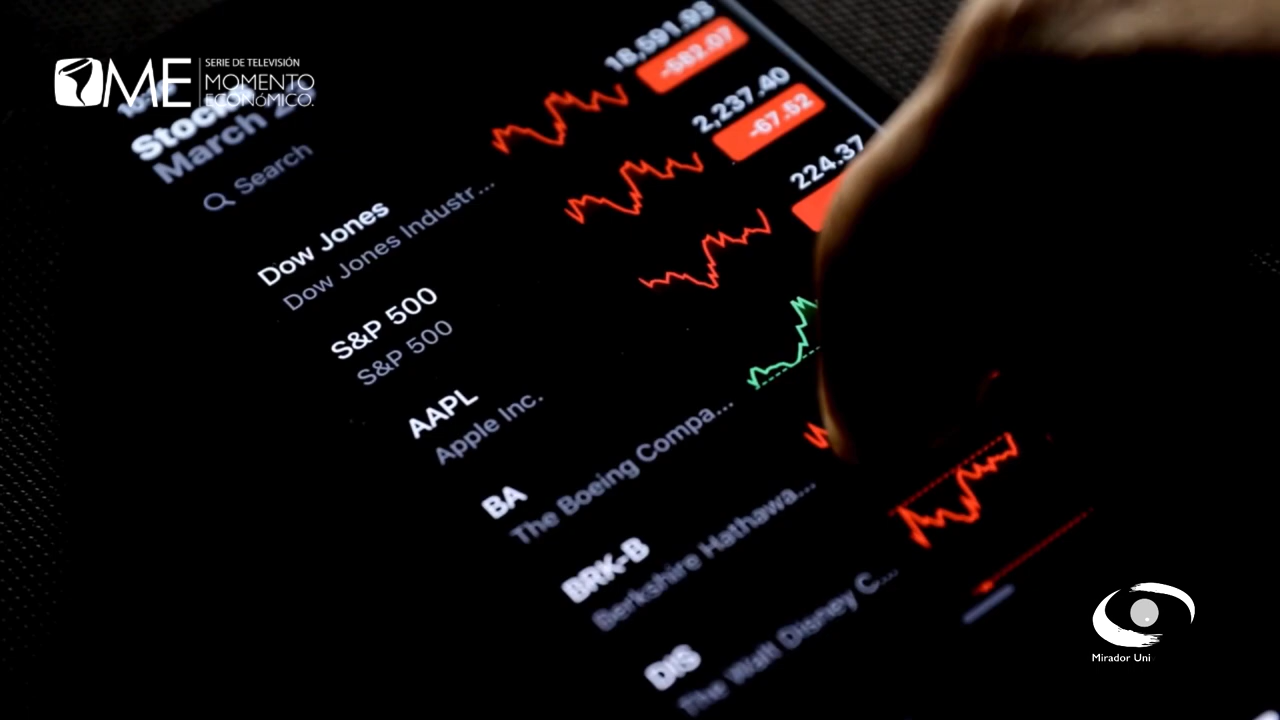 ME
SERIE DE TELEVISIÓN
MOMENTO
ECONÓMICO.
Stocks
March
Search
18,591.93
-582.07
Dow Jones
Dow Jones Industr...
2,237.40
-67.52
S&P 500
S&P 500
224.37
AAPL
Apple Inc.
BA
The Boeing Compa...
BRK-B
Berkshire Hathawa...
DIS
The Walt Disney C...
Mirador Uni